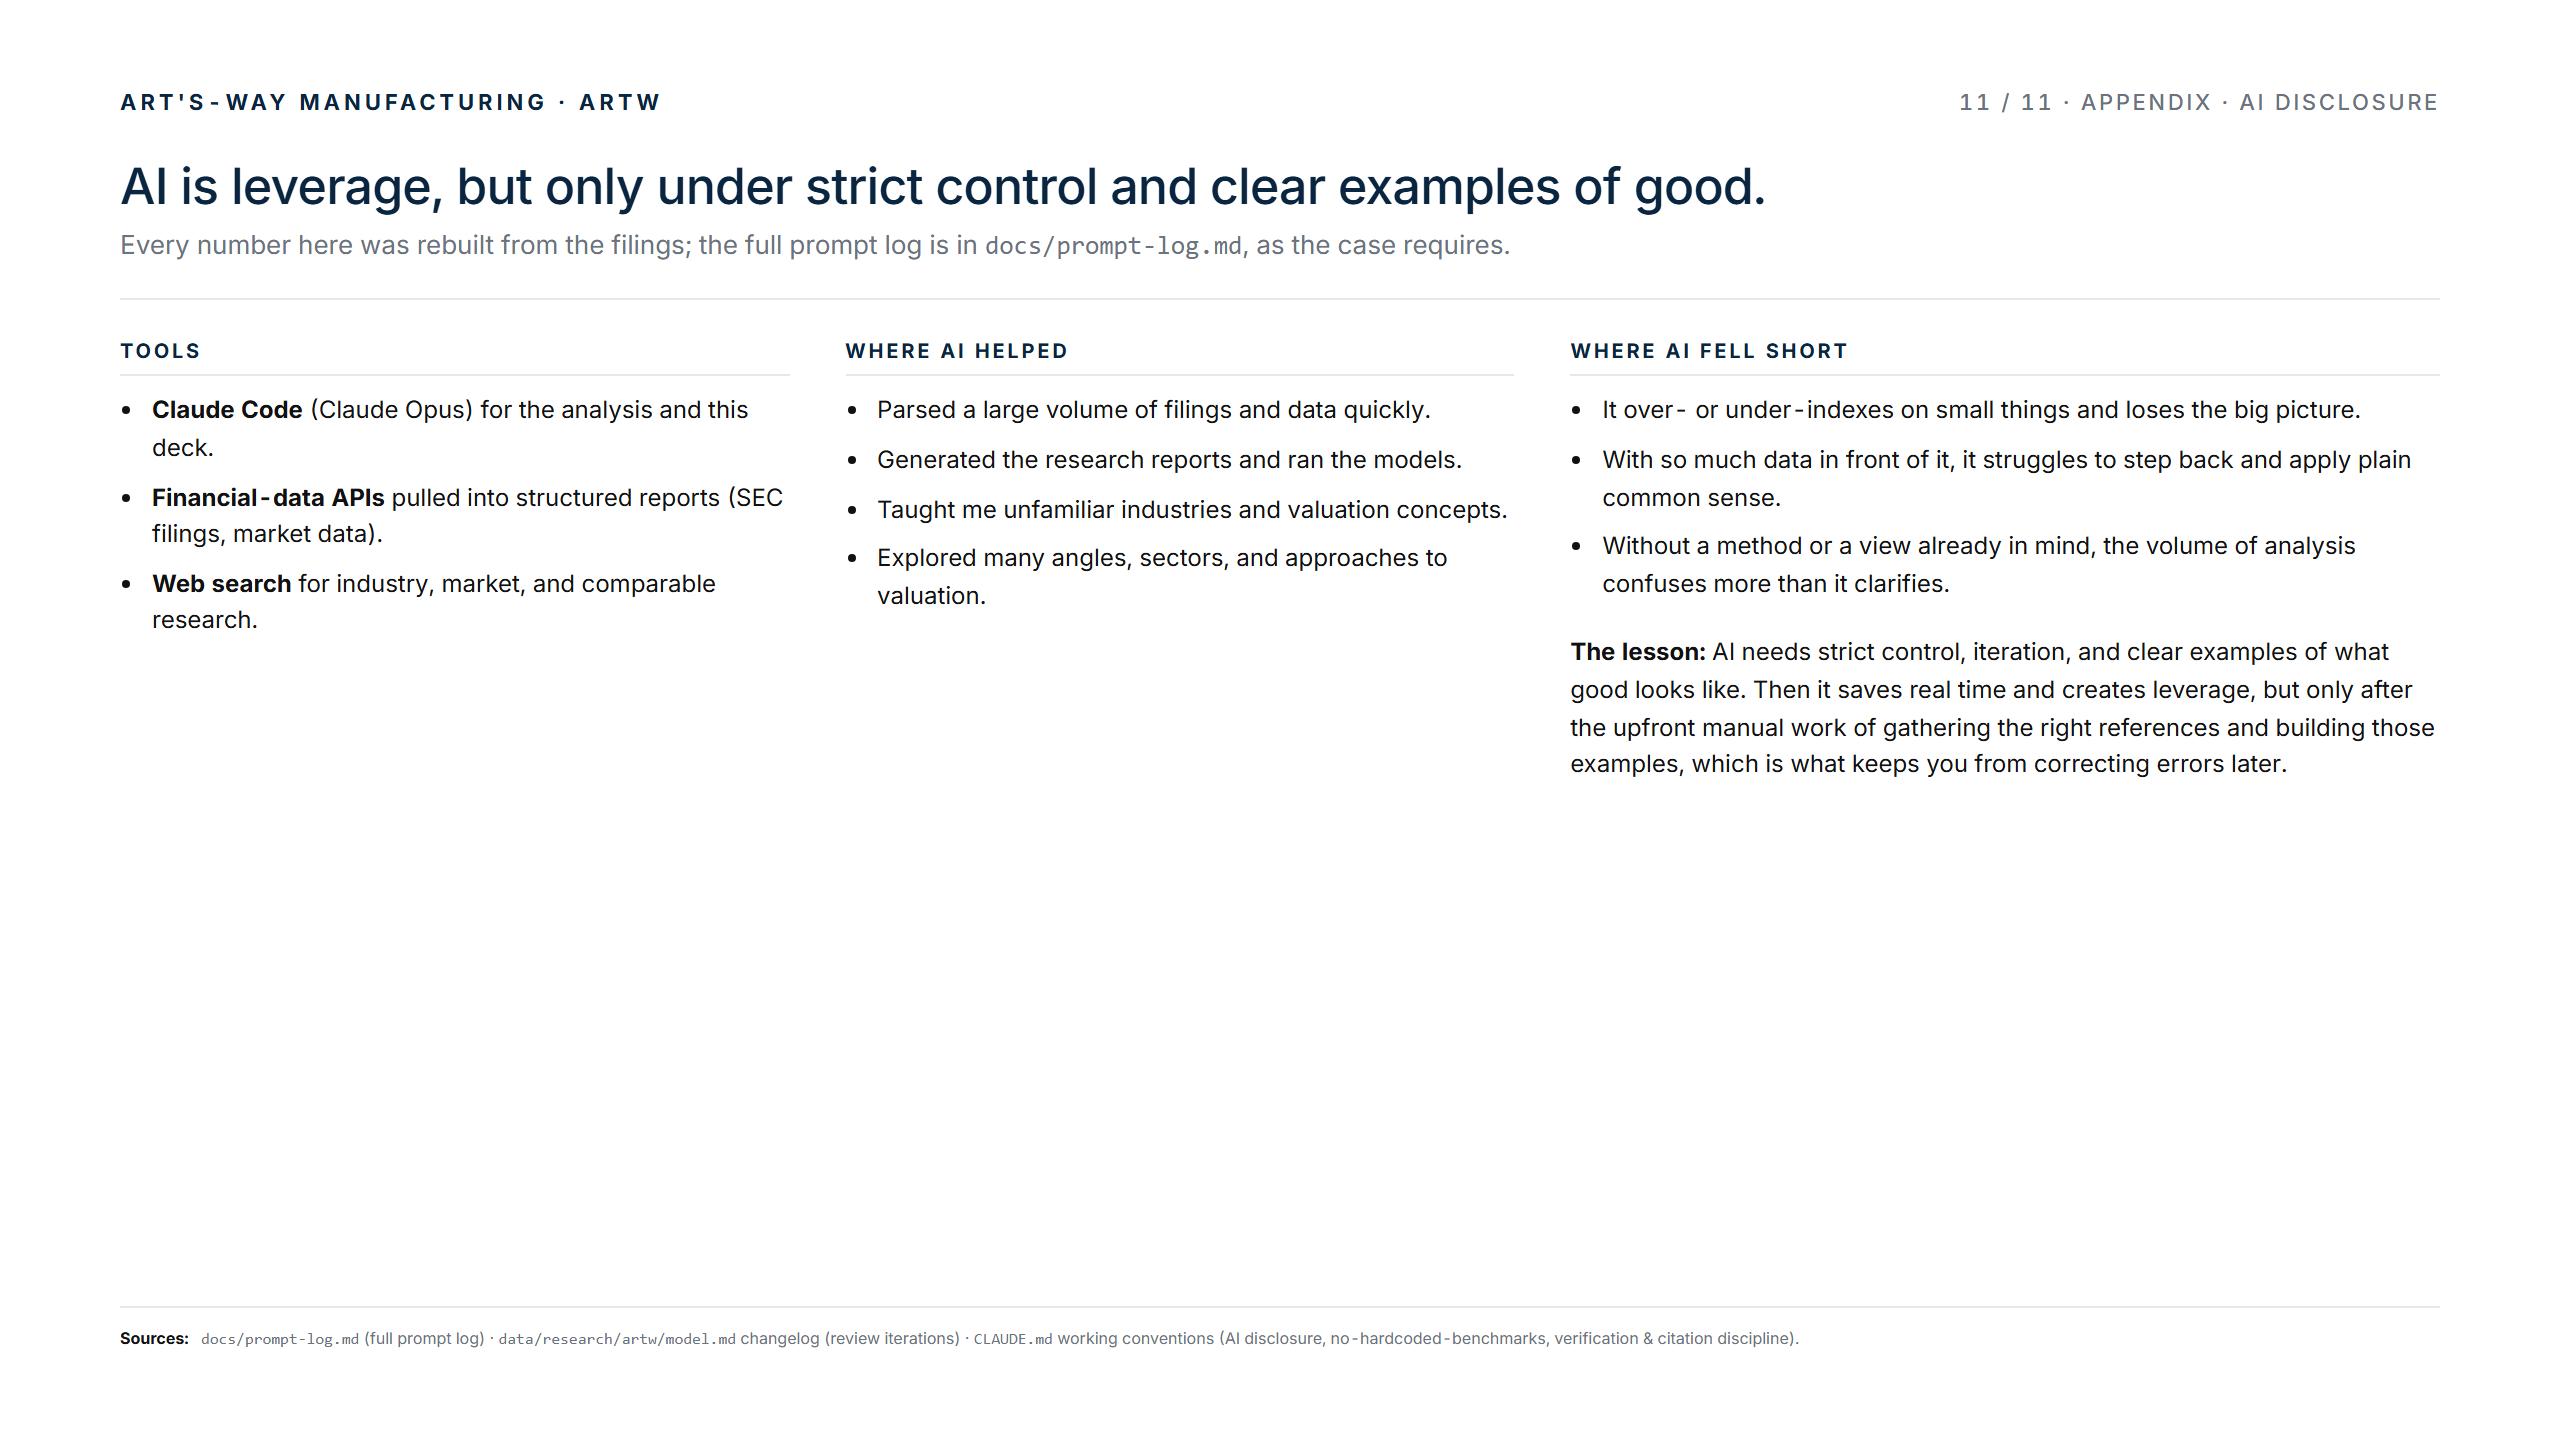 ART'S-WAY MANUFACTURING · ARTW
11 / 11 · APPENDIX · AI DISCLOSURE
AI is leverage, but only under strict control and clear examples of good.
Every number here was rebuilt from the filings; the full prompt log is in docs/prompt-log.md, as the case requires.
TOOLS
• Claude Code (Claude Opus) for the analysis and this
deck.
• Financial-data APIs pulled into structured reports (SEC
filings, market data).
• Web search for industry, market, and comparable
research.
WHERE AI HELPED
• Parsed a large volume of filings and data quickly.
• Generated the research reports and ran the models.
• Taught me unfamiliar industries and valuation concepts.
• Explored many angles, sectors, and approaches to
valuation.
WHERE AI FELL SHORT
• It over- or under-indexes on small things and loses the big picture.
• With so much data in front of it, it struggles to step back and apply plain
common sense.
• Without a method or a view already in mind, the volume of analysis
confuses more than it clarifies.
The lesson: AI needs strict control, iteration, and clear examples of what
good looks like. Then it saves real time and creates leverage, but only after
the upfront manual work of gathering the right references and building those
examples, which is what keeps you from correcting errors later.
Sources: docs/prompt-log.md (full prompt log) · data/research/artw/model.md changelog (review iterations) · CLAUDE.md working conventions (AI disclosure, no-hardcoded-benchmarks, verification & citation discipline).